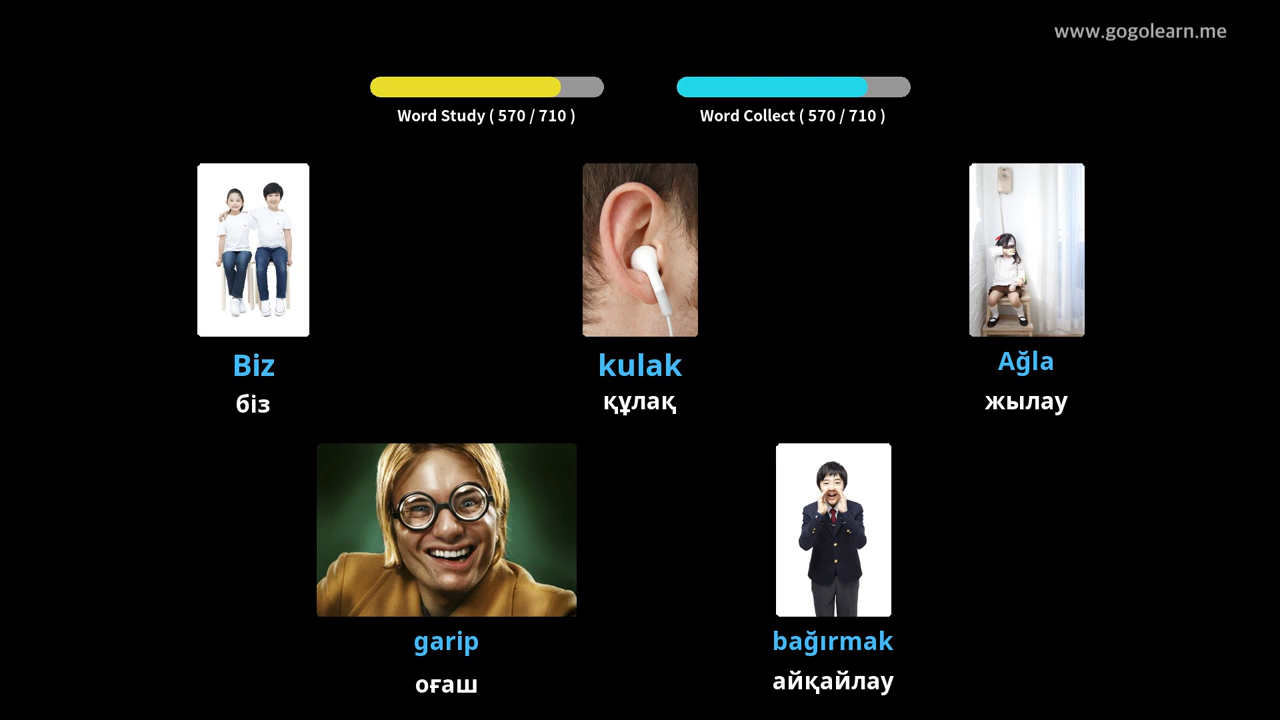 www.gogolearn.me
Word Study ( 570 / 710 )
Word Collect ( 570 / 710 )
Biz
біз
kulak
құлақ
Ağla
жылау
garip
оғаш
bağırmak
айқайлау